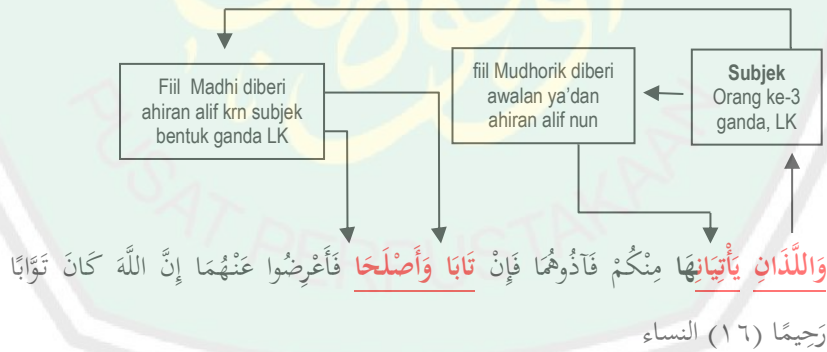 Fiil Madhi diberi
ahiran alif krn subjek
bentuk ganda LK
fiil Mudhorik diberi
awalan ya’dan
ahiran alif nun
Subjek
Orang ke-3
ganda, LK
وَاللَّذَانِ يَأْتِيَانِهَا مِنْكُمْ فَآذُوهُمَا فَإِنْ تَابَا وَأَصْلَحَا فَأَعْرِضُوا عَنْهُمَا إِنَّ اللَّهَ كَانَ تَوَّابًا
رَحِيمًا (١٦) النساء
PUSAT PERPUSTAKAAN